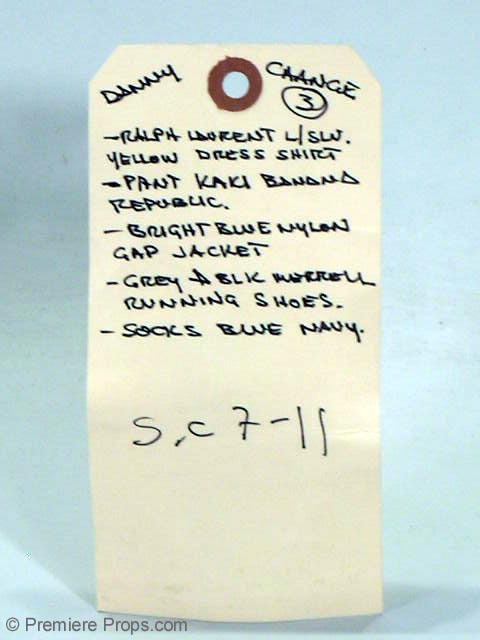 DANNY CHANGE
3
-RALPH LAURENT L/SLV.
YELLOW DRESS SHIRT
-PANT KAKI BANANA
REPUBLIC.
- BRIGHT BLUE NYLON
GAP JACKET
- GREY & BLK MERRELL
RUNNING SHOES.
- SOCKS BLUE NAVY.
S.C 7-11
© Premiere Props.com